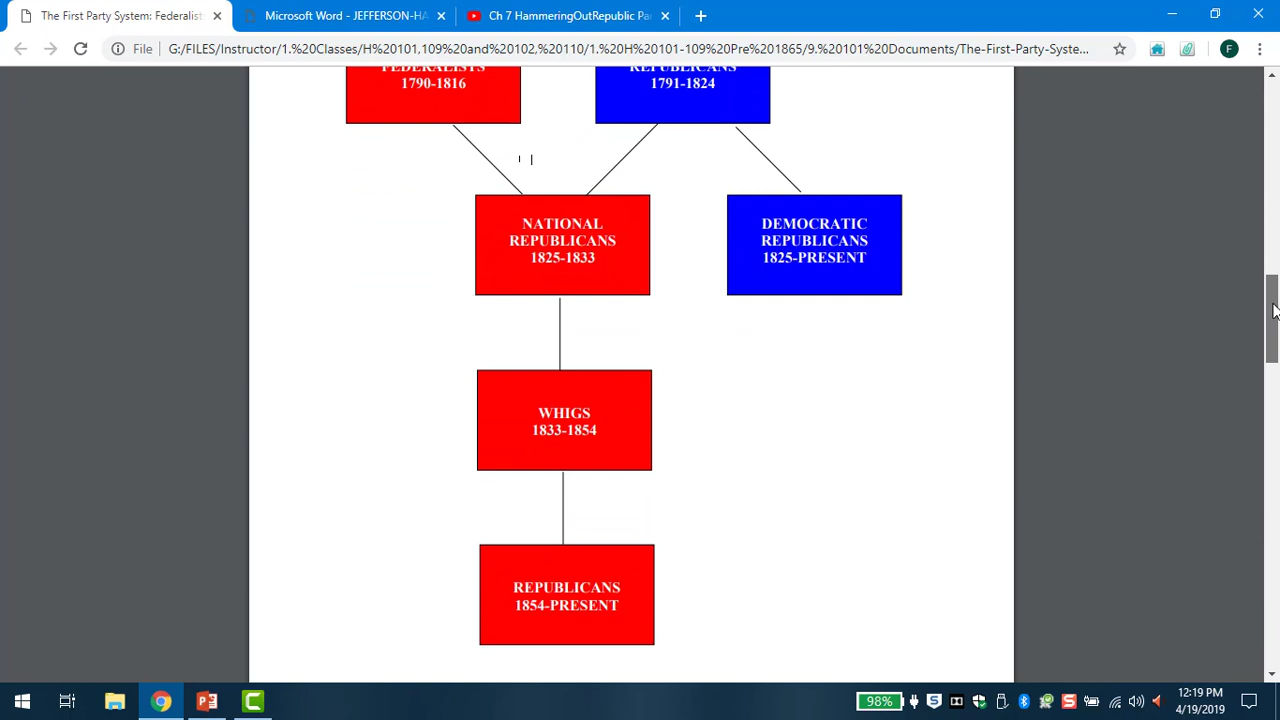 The First Party System: Federalist
Microsoft Word - JEFFERSON-HA
Ch 7 HammeringOutRepublic Pa
File
G:/FILES/Instructor/1.%20Classes/H%20101,109%20and%20102,%20110/1.%20H%20101-109%20Pre%201865/9.%20101%20Documents/The-First-Party-Syste...
F
FEDERALISTS
1790-1816
REPUBLICANS
1791-1824
NATIONAL
REPUBLICANS
1825-1833
DEMOCRATIC
REPUBLICANS
1825-PRESENT
WHIGS
1833-1854
REPUBLICANS
1854-PRESENT
98%
12:19 PM
4/19/2019